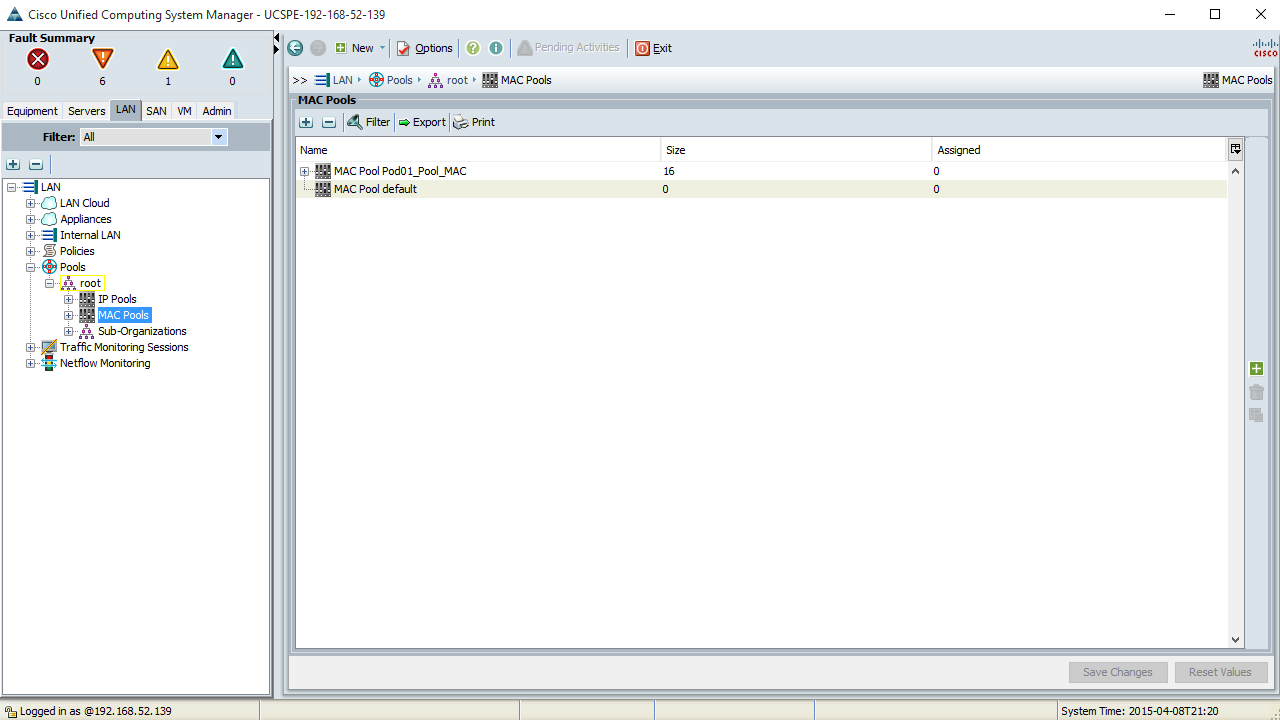 Cisco Unified Computing System Manager - UCSPE-192-168-52-139
Fault Summary
0 6 1 0
Equipment Servers LAN SAN VM Admin
Filter: All
LAN
LAN Cloud
Appliances
Internal LAN
Policies
Pools
root
IP Pools
MAC Pools
Sub-Organizations
Traffic Monitoring Sessions
Netflow Monitoring
New Options Pending Activities Exit
CISCO
>> LAN Pools root MAC Pools MAC Pools
MAC Pools
Filter Export Print
Name Size Assigned
MAC Pool Pod01_Pool_MAC 16 0
MAC Pool default 0 0
Save Changes Reset Values
Logged in as @192.168.52.139 System Time: 2015-04-08T21:20